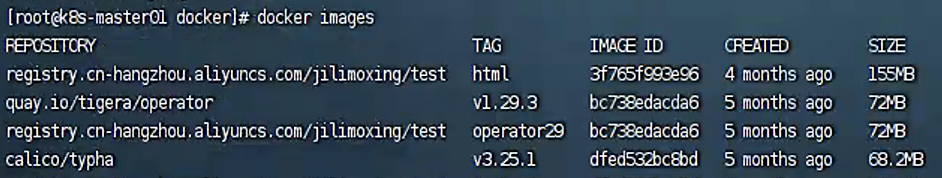 [root@k8s-master01 docker]# docker images
REPOSITORY TAG IMAGE ID CREATED SIZE
registry.cn-hangzhou.aliyuncs.com/jilimoxing/test html 3f765f993e96 4 months ago 155MB
quay.io/tigera/operator v1.29.3 bc738edacda6 5 months ago 72MB
registry.cn-hangzhou.aliyuncs.com/jilimoxing/test operator29 bc738edacda6 5 months ago 72MB
calico/typha v3.25.1 dfed532bc8bd 5 months ago 68.2MB